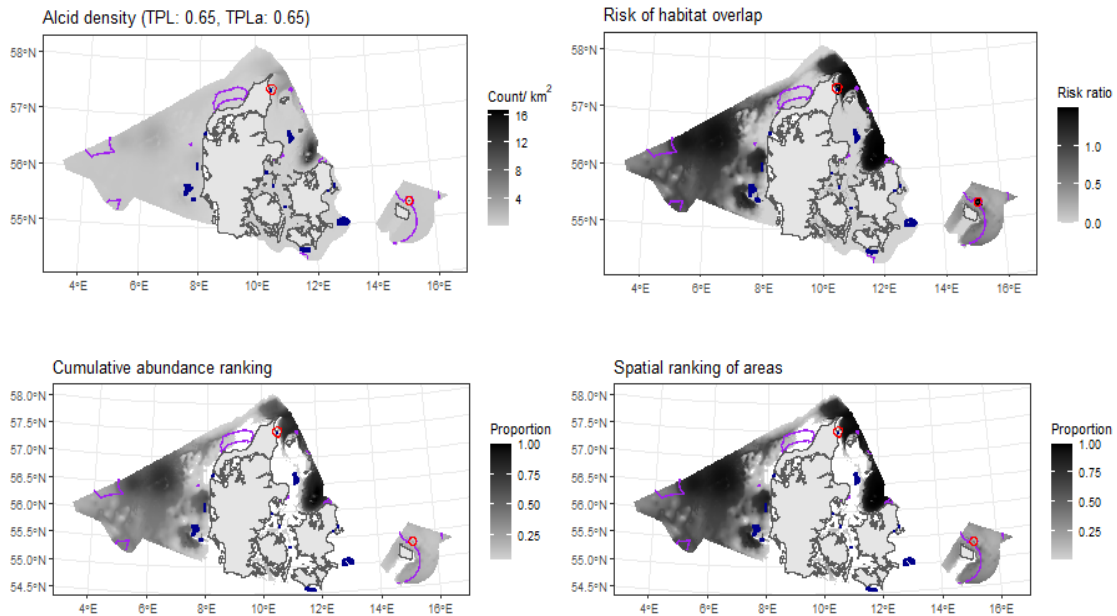 Alcid density (TPL: 0.65, TPLa: 0.65)
58°N
57°N
56°N
55°N
4°E 6°E 8°E 10°E 12°E 14°E 16°E
Count/ km²
16
12
8
4
Risk of habitat overlap
58°N
57°N
56°N
55°N
4°E 6°E 8°E 10°E 12°E 14°E 16°E
Risk ratio
1.0
0.5
0.0
Cumulative abundance ranking
58.0°N
57.5°N
57.0°N
56.5°N
56.0°N
55.5°N
55.0°N
54.5°N
4°E 6°E 8°E 10°E 12°E 14°E 16°E
Proportion
1.00
0.75
0.50
0.25
Spatial ranking of areas
58.0°N
57.5°N
57.0°N
56.5°N
56.0°N
55.5°N
55.0°N
54.5°N
4°E 6°E 8°E 10°E 12°E 14°E 16°E
Proportion
1.00
0.75
0.50
0.25